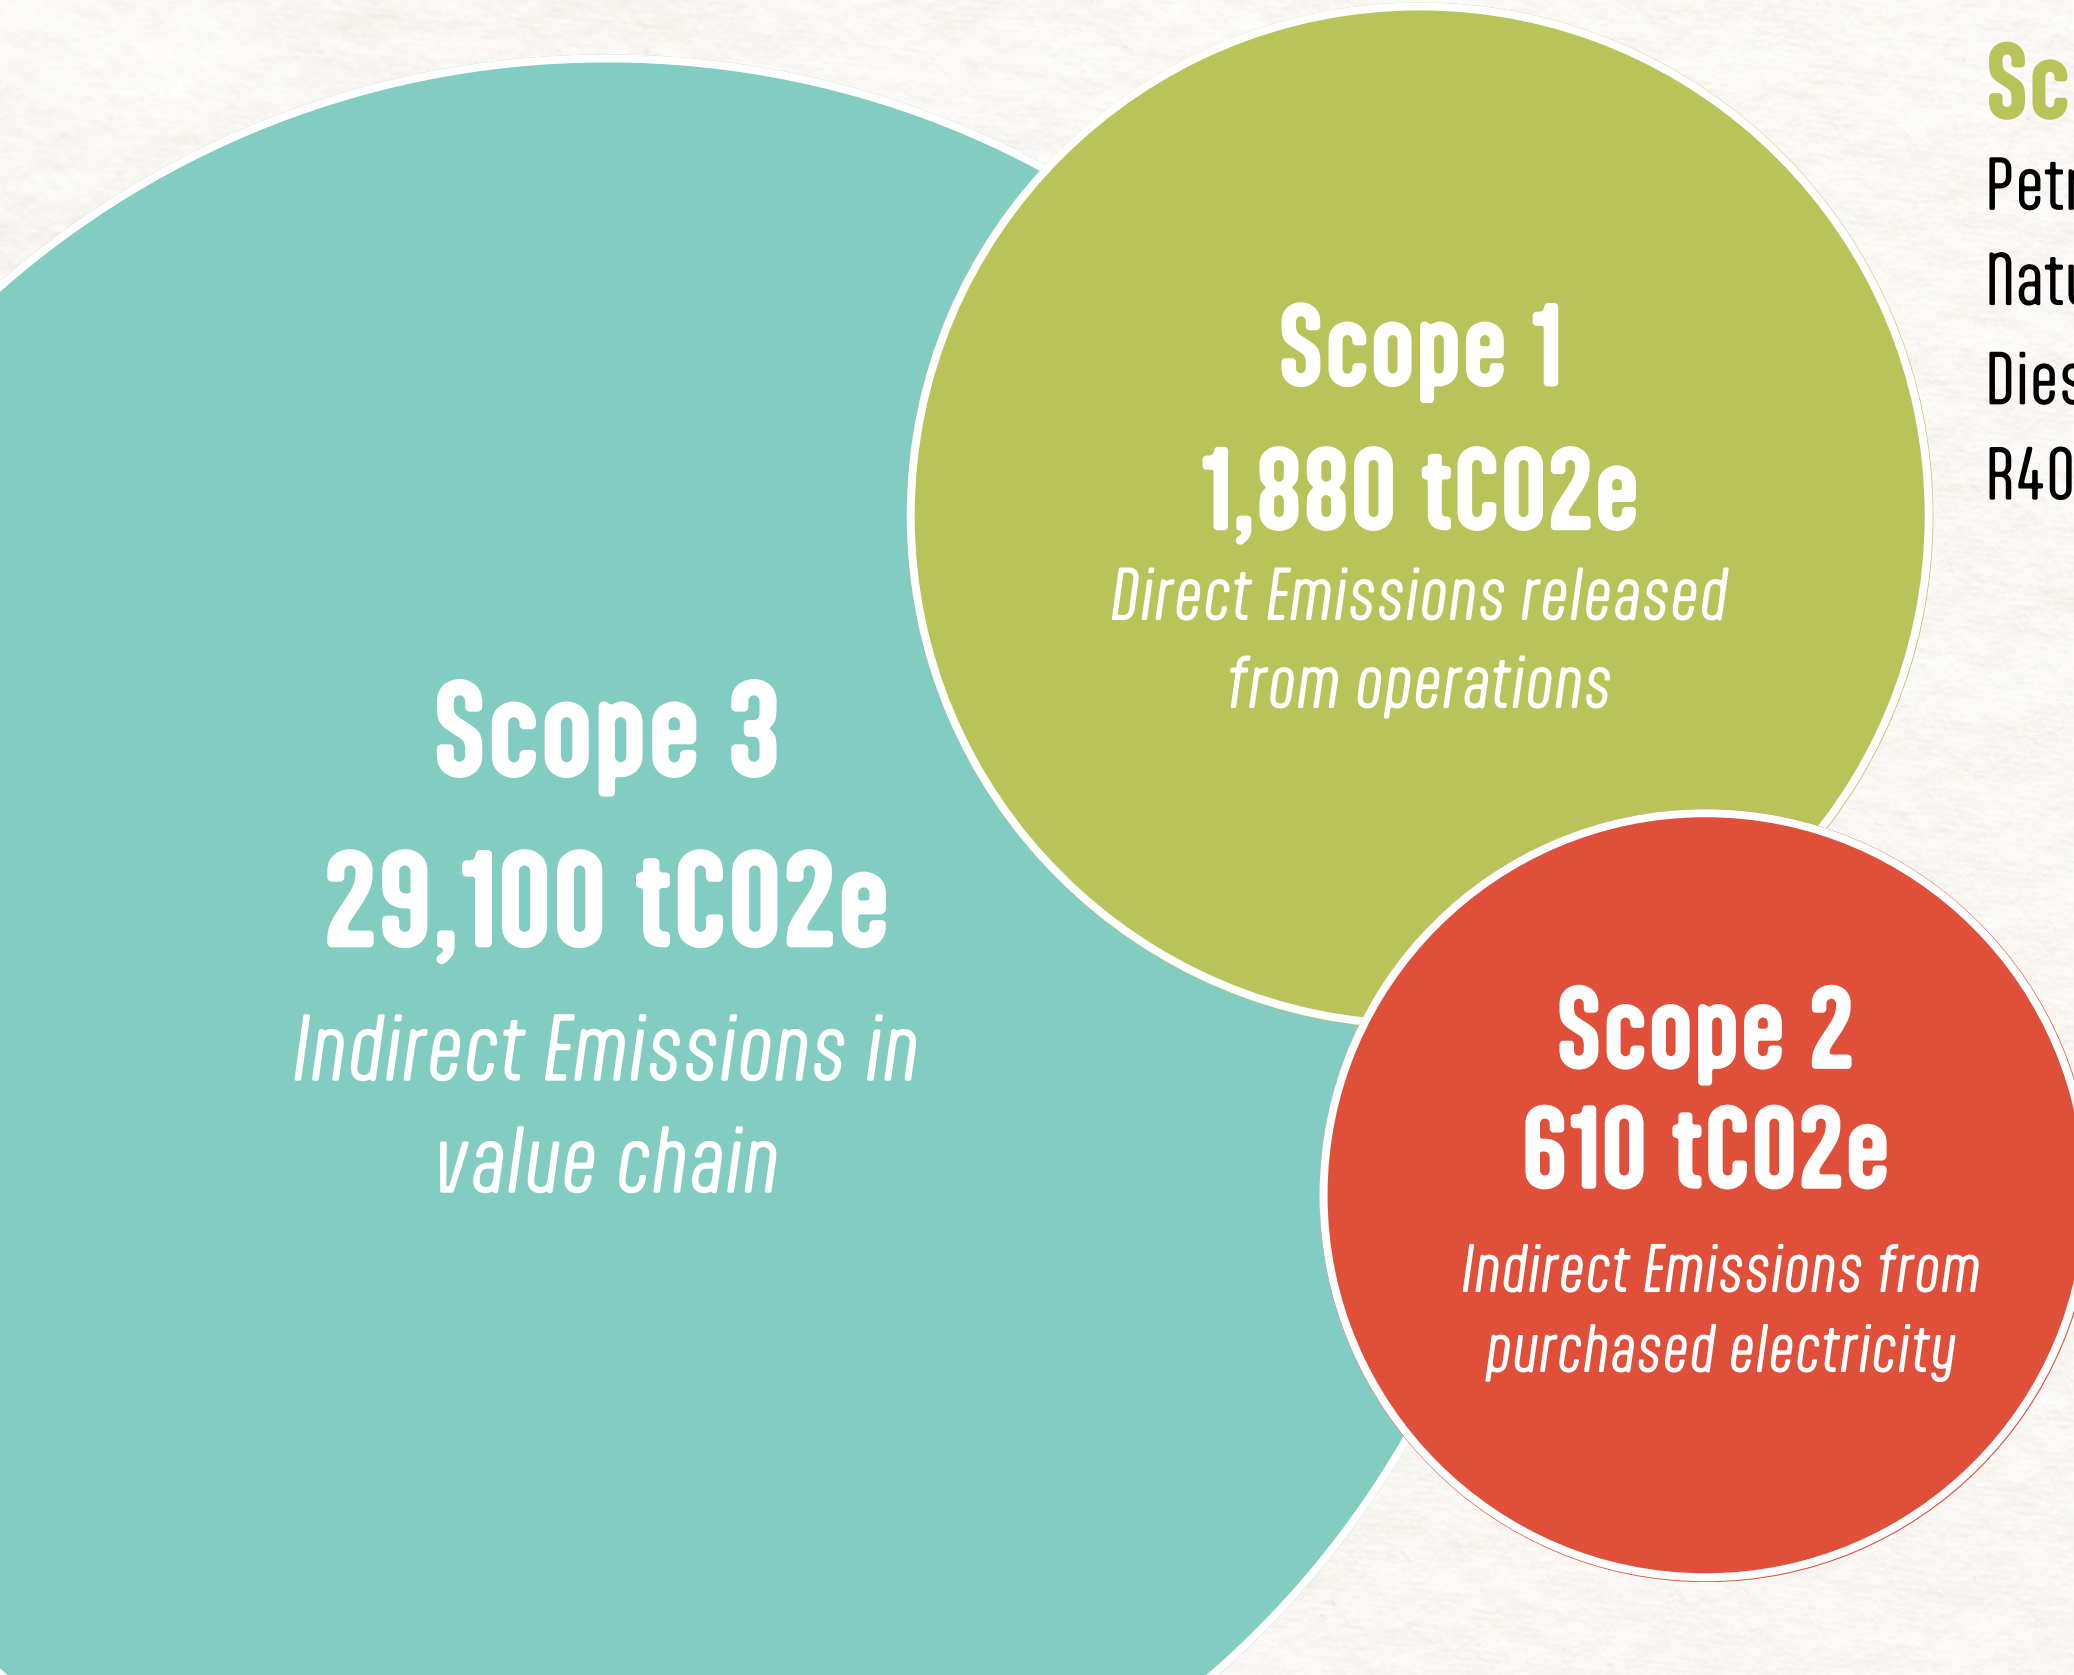 Scope 3
29,100 tCO2e
Indirect Emissions in
value chain
Scope 1
1,880 tCO2e
Direct Emissions released
from operations
Scope 2
610 tCO2e
Indirect Emissions from
purchased electricity